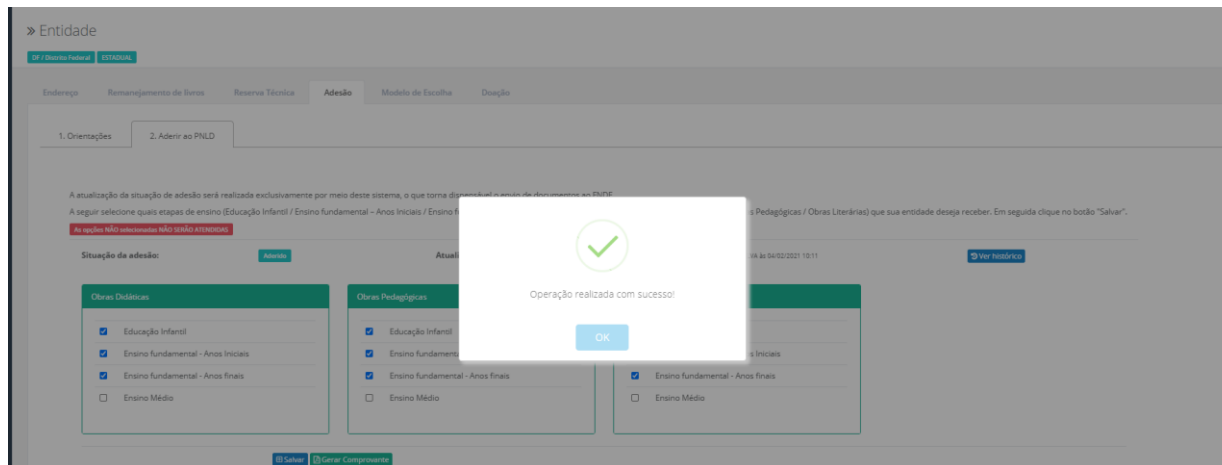 » Entidade
DF / Distrito Federal ESTADUAL
Endereço Remanejamento de livros Reserva Técnica Adesão Modelo de Escolha Doação
1. Orientações 2. Aderir ao PNLD
A atualização da situação de adesão será realizada exclusivamente por meio deste sistema, o que torna dispensável o envio de documentos ao FNDE
A seguir selecione quais etapas de ensino (Educação Infantil / Ensino fundamental – Anos Iniciais / Ensino f
s Pedagógicas / Obras Literárias) que sua entidade deseja receber. Em seguida clique no botão "Salvar".
As opções NÃO selecionadas NÃO SERÃO ATENDIDAS
Situação da adesão: Aderido Atuali VA às 04/02/2021 13:11 Ver histórico
Operação realizada com sucesso!
OK
Obras Didáticas
Educação Infantil
Ensino fundamental - Anos Iniciais
Ensino fundamental - Anos finais
Ensino Médio
Obras Pedagógicas
Educação Infantil
Ensino fundamenta
Ensino fundamental - Anos finais
Ensino Médio
s Iniciais
Ensino fundamental - Anos finais
Ensino Médio
Salvar Gerar Comprovante